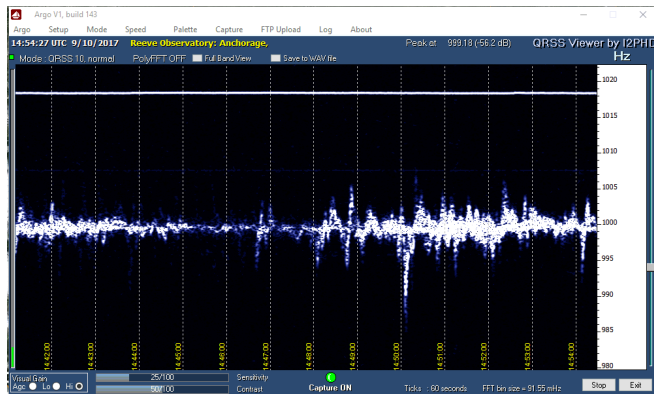 Argo V1, build 143
Argo Setup Mode Speed Palette Capture FTP Upload Log About
14:54:27 UTC 9/10/2017 Reeve Observatory: Anchorage, Peak at 999.18 (-56.2 dB) QRSS Viewer by I2PHD
Mode : QRSS 10, normal PolyFFT OFF Full Band View Save to WAV file Hz
1020
1010
1005
1000
995
990
985
980
14:42:00 14:43:00 14:44:00 14:45:00 14:46:00 14:47:00 14:48:00 14:49:00 14:50:00 14:51:00 14:52:00 14:53:00 14:54:00
Visual Gain 25/100 Sensitivity
Agc Lo Hi 50/100 Contrast Capture ON Ticks : 60 seconds FFT bin size = 91.55 mHz Stop Exit